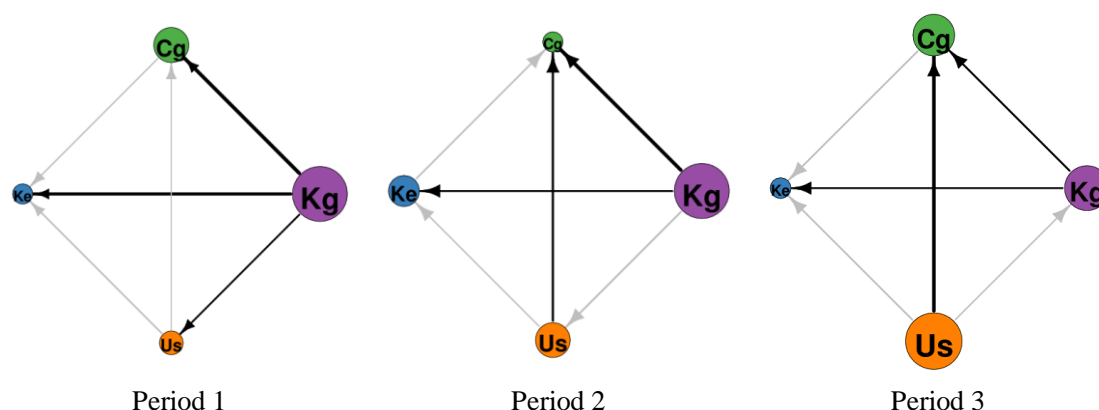 Cg
Ke
Kg
Us
Period 1
Cg
Ke
Kg
Us
Period 2
Cg
Ke
Kg
Us
Period 3